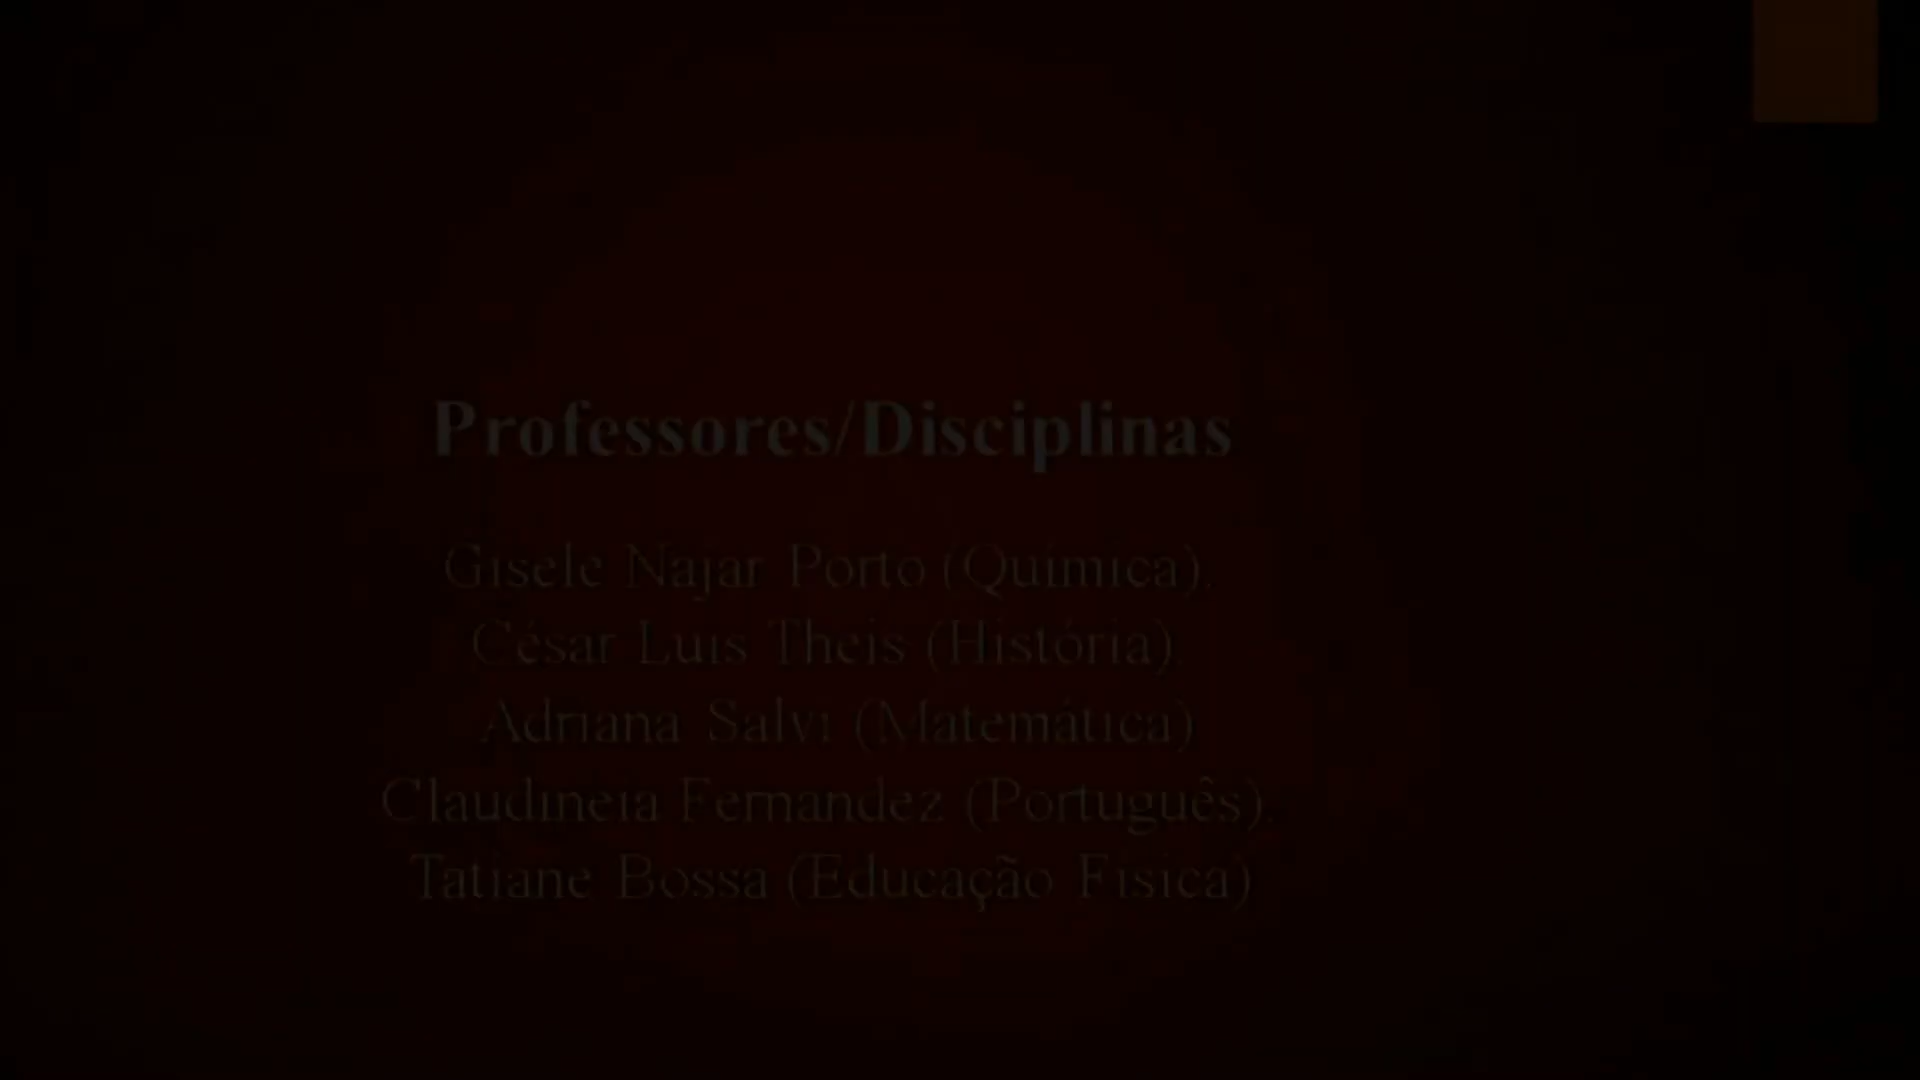 Professores/Disciplinas
Gisele Najar Porto (Química).
César Luis Theis (História).
Adriana Salvi (Matemática)
Claudineia Fernandez (Português).
Tatiane Bossa (Educação Física)